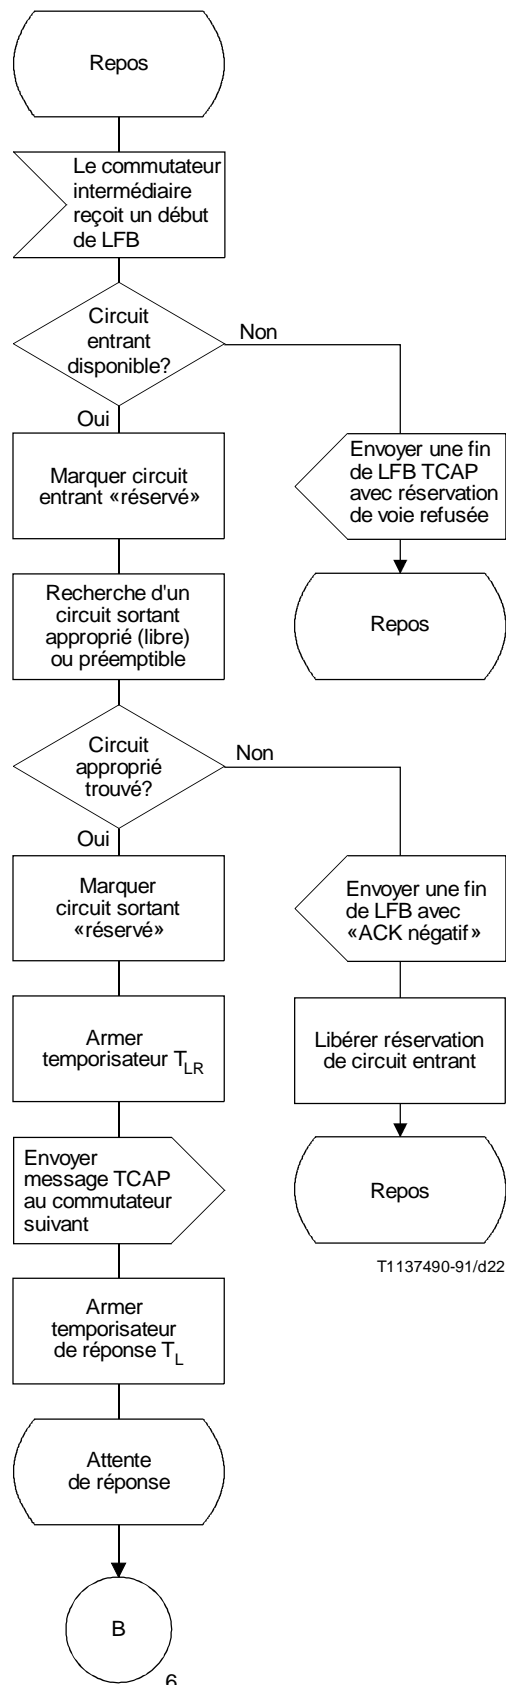 Repos
Le commutateur
intermédiaire
reçoit un début
de LFB
Circuit
entrant
disponible?
Non
Oui
Marquer circuit
entrant «réservé»
Envoyer une fin
de LFB TCAP
avec réservation
de voie refusée
Recherche d'un
circuit sortant
approprié (libre)
ou préemptible
Repos
Circuit
approprié
trouvé?
Non
Oui
Marquer
circuit sortant
«réservé»
Envoyer une fin
de LFB avec
«ACK négatif»
Armer
temporisateur T_LR
Libérer réservation
de circuit entrant
Envoyer
message TCAP
au commutateur
suivant
Repos
T1137490-91/d22
Armer
temporisateur
de réponse T_L
Attente
de réponse
B
6